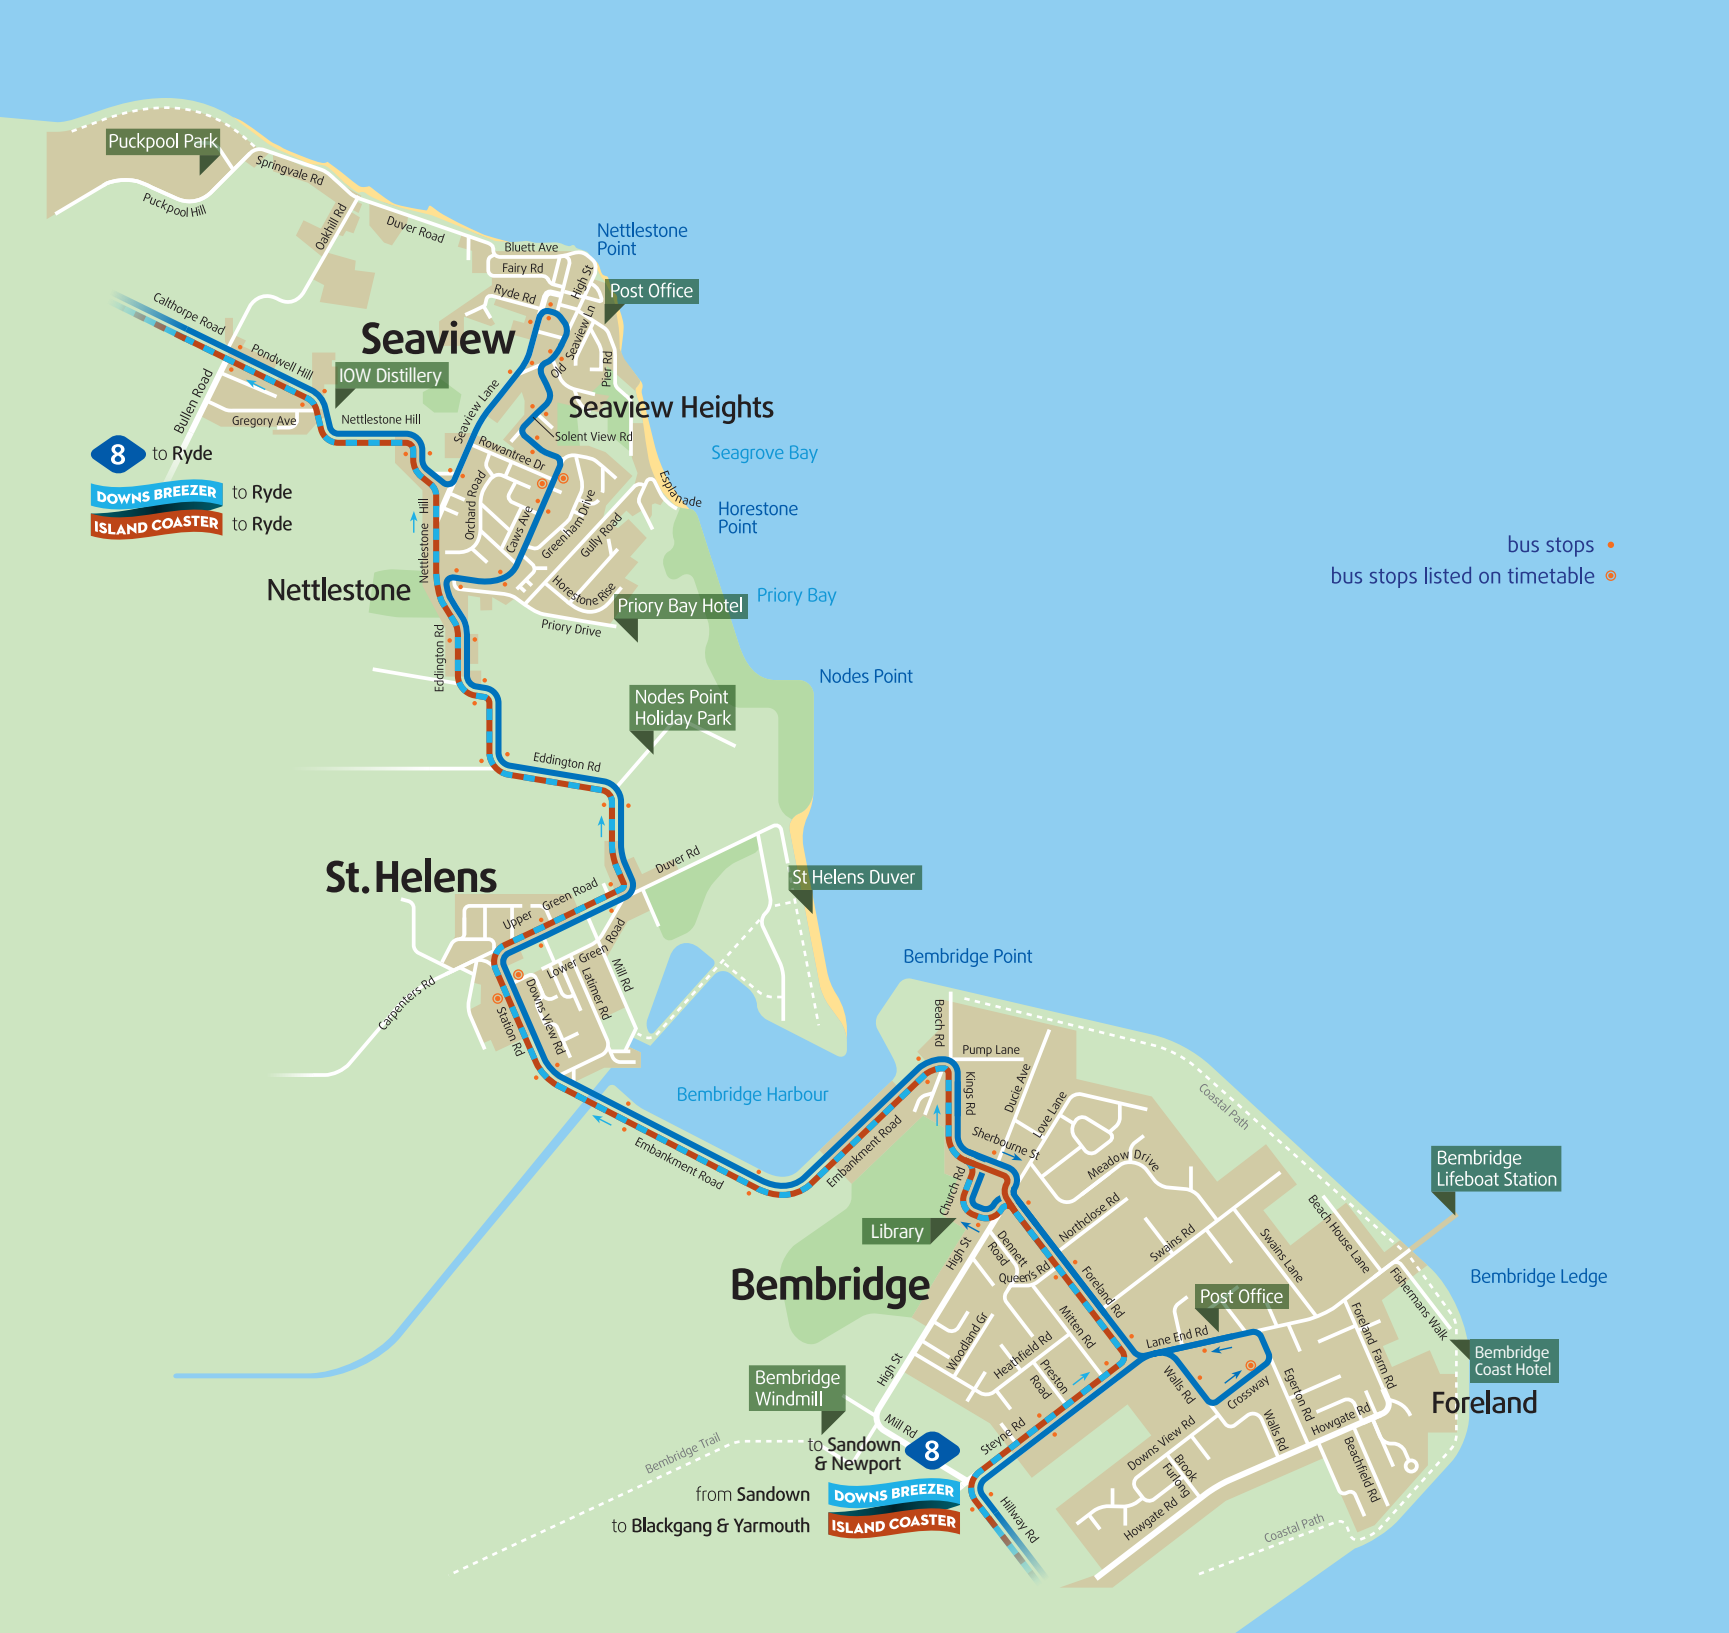 Puckpool Park
Springvale Rd
Puckpool Hill
Oakhill Rd
Duver Road
Bluett Ave
Fairy Rd
Ryde Rd
High St
Nettlestone
Point
Post Office
Calthorpe Road
Pondwell Hill
Seaview
IOW Distillery
Old Seaview Ln
Pier Rd
Bullen Road
Gregory Ave
Nettlestone Hill
Seaview Lane
Seaview Heights
Solent View Rd
Rowantree Dr
8 to Ryde
DOWNS BREEZER to Ryde
ISLAND COASTER to Ryde
Seagrove Bay
Esplanade
Horestone
Point
Nettlestone Hill
Orchard Road
Caws Ave
Greenham Drive
Gully Road
Horestone Rise
bus stops
bus stops listed on timetable
Nettlestone
Priory Bay Hotel
Priory Bay
Priory Drive
Eddington Rd
Nodes Point
Nodes Point
Holiday Park
Eddington Rd
Duver Rd
St. Helens
St Helens Duver
Upper Green Road
Lower Green Road
Mill Rd
Latimer Rd
Downs View Rd
Station Rd
Carpenters Rd
Bembridge Point
Beach Rd
Pump Lane
Bembridge Harbour
Kings Rd
Ducie Ave
Love Lane
Coastal Path
Embankment Road
Embankment Road
Sherbourne St
Meadow Drive
Church Rd
Bembridge
Lifeboat Station
Library
High St
Dennett
Road
Northclose Rd
Swains Rd
Swains Lane
Beach House Lane
Bembridge
Queen's Rd
Foreland Rd
Fishermans Walk
Bembridge Ledge
Post Office
Mitten Rd
Lane End Rd
Foreland Farm Rd
Woodland Gr
Heathfield Rd
Preston
Road
High St
Walls Rd
Crossway
Egerton Rd
Bembridge
Coast Hotel
Foreland
Bembridge
Windmill
Mill Rd
Steyne Rd
Walls Rd
Howgate Rd
Bembridge Trail
to Sandown
& Newport
8
Downs View Rd
Brook
Furlong
Beachfield Rd
from Sandown DOWNS BREEZER
to Blackgang & Yarmouth ISLAND COASTER
Hillway Rd
Howgate Rd
Coastal Path